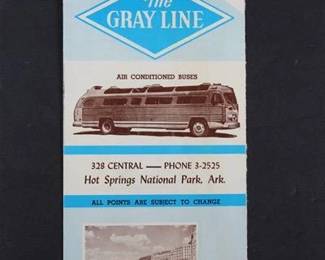 The
GRAY LINE
AIR CONDITIONED BUSES
328 CENTRAL — PHONE 3-2525
Hot Springs National Park, Ark.
ALL POINTS ARE SUBJECT TO CHANGE